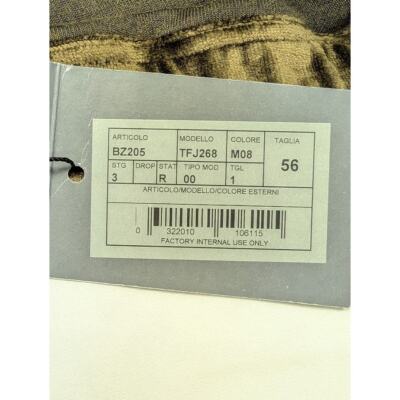 ARTICOLO MODELLO COLORE TAGLIA
BZ205 TFJ268 M08 56
STG DROP STAT TIPO MOD TGL
3 R 00 1
ARTICOLO/MODELLO/COLORE ESTERNI
0 322010 106115
FACTORY INTERNAL USE ONLY